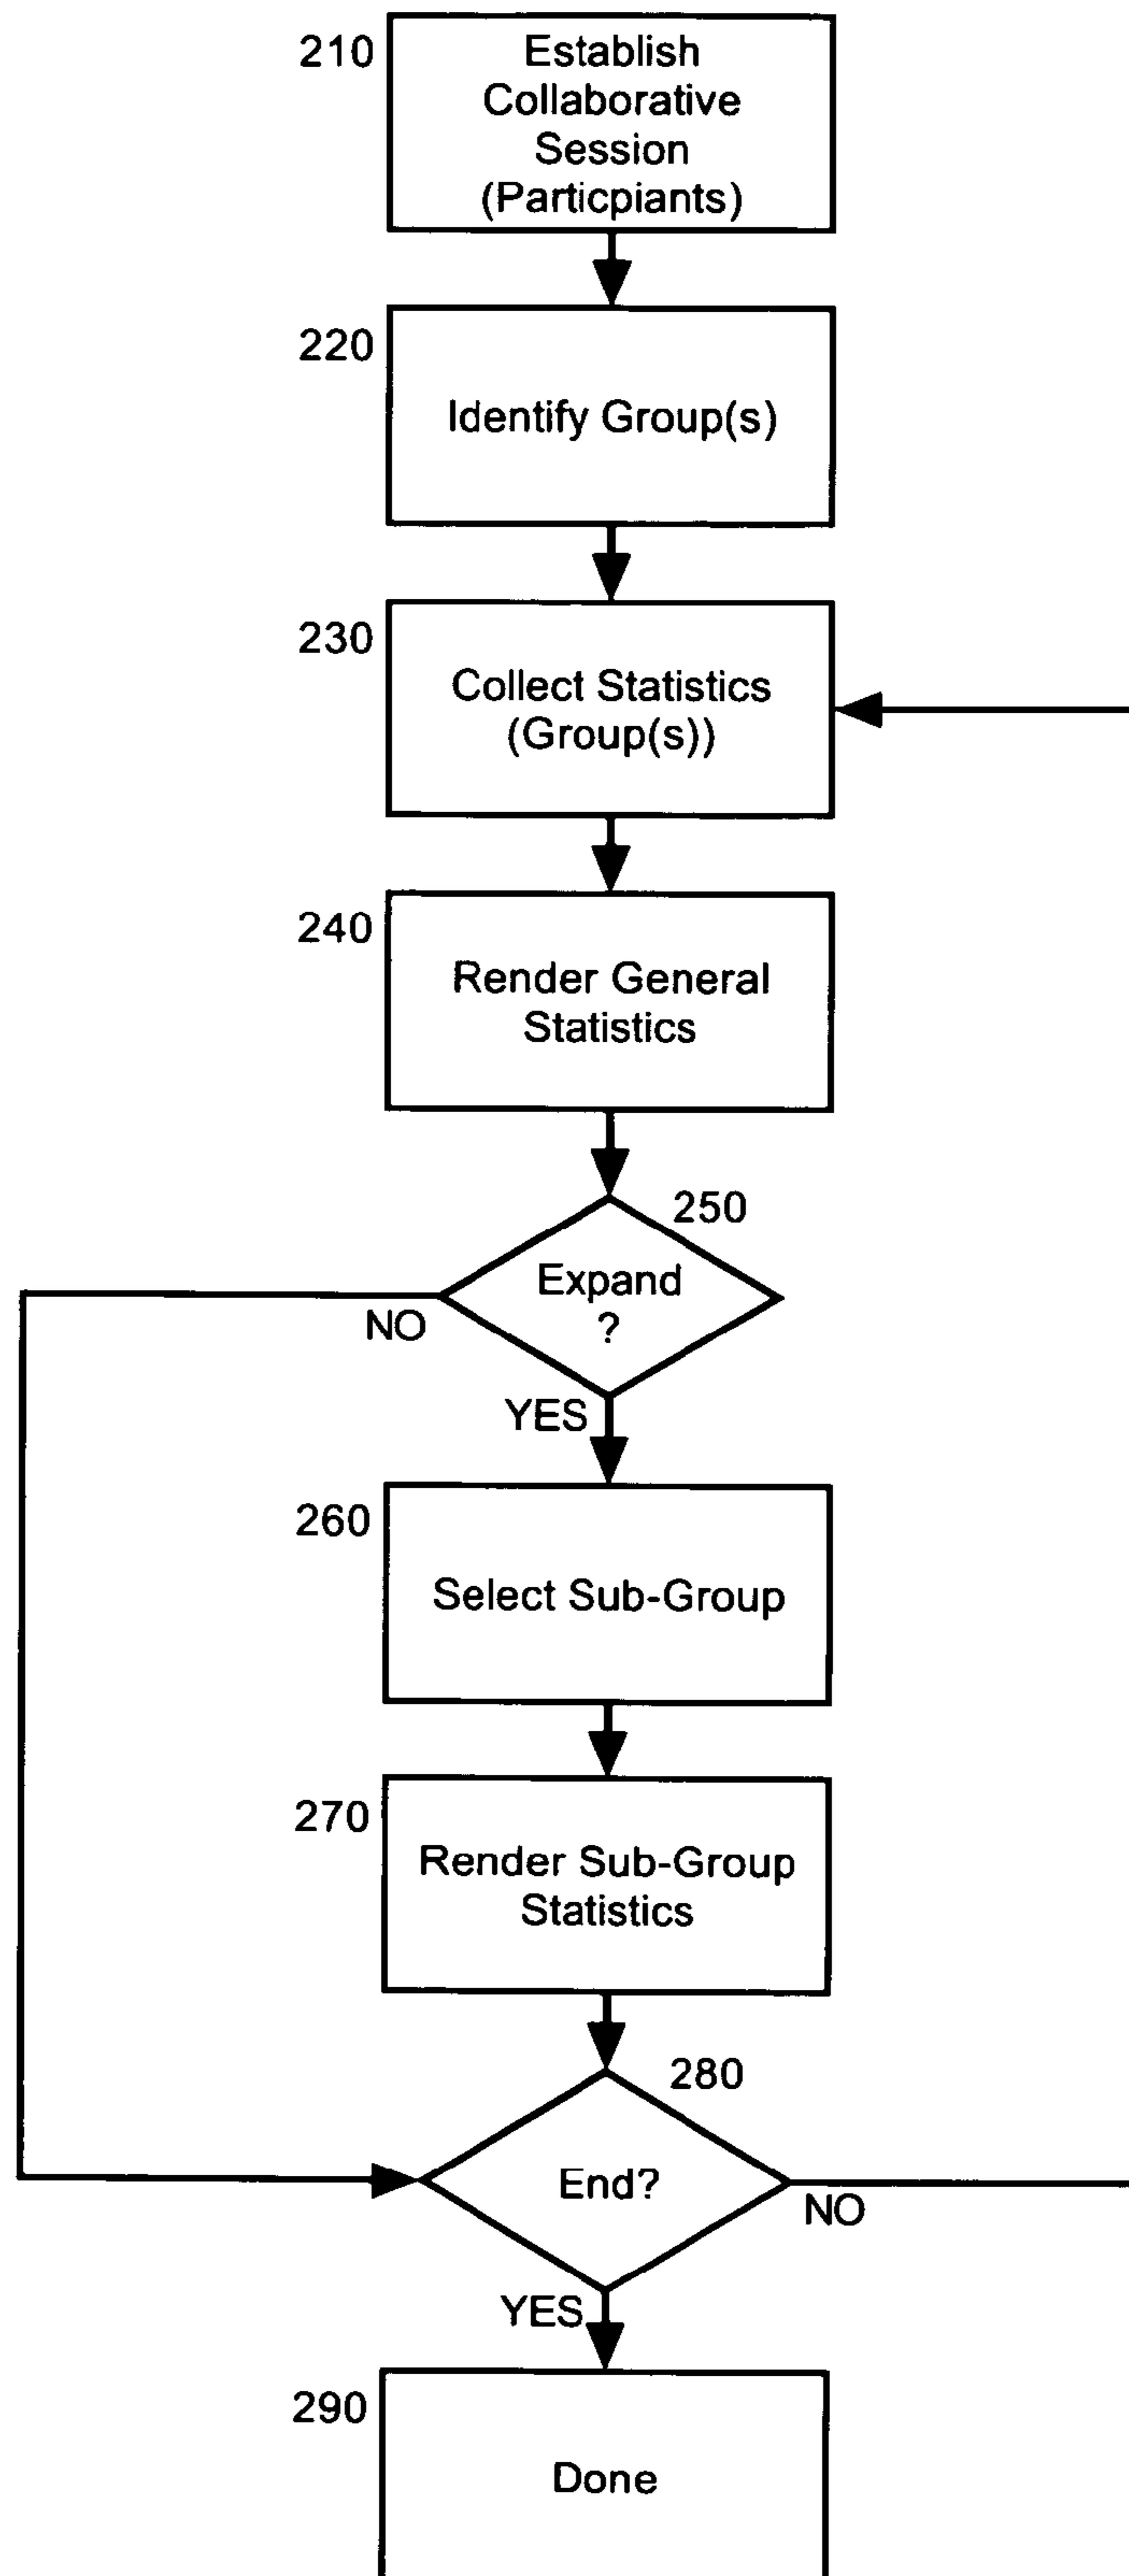 210
Establish
Collaborative
Session
(Particpiants)
220
Identify Group(s)
230
Collect Statistics
(Group(s))
240
Render General
Statistics
250
Expand
?
NO
YES
260
Select Sub-Group
270
Render Sub-Group
Statistics
280
End?
NO
YES
290
Done